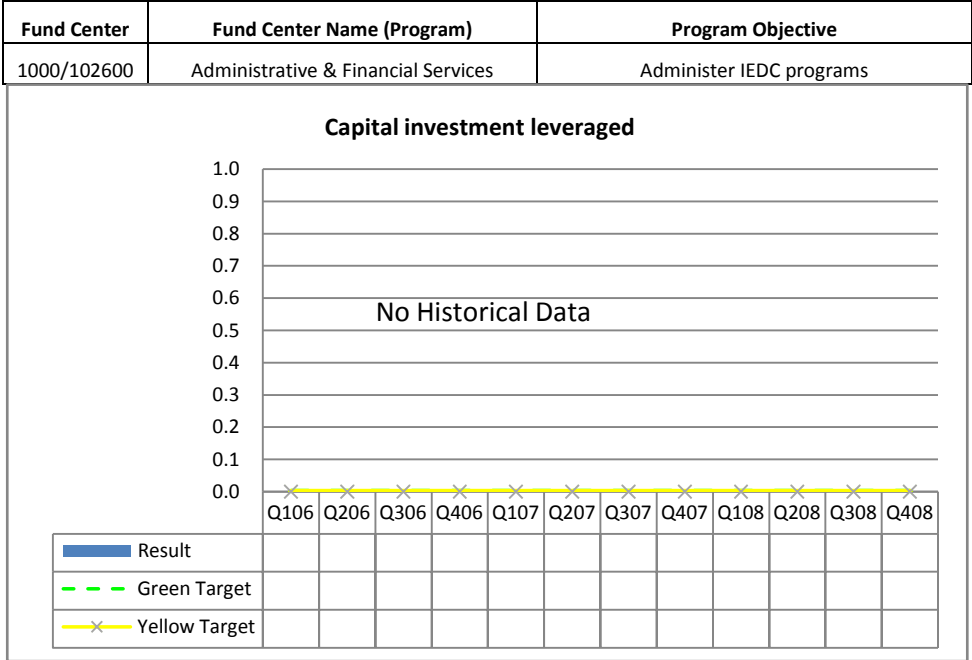 Fund Center Fund Center Name (Program) Program Objective
1000/102600 Administrative & Financial Services Administer IEDC programs
Capital investment leveraged
1.0
0.9
0.8
0.7
0.6
No Historical Data
0.5
0.4
0.3
0.2
0.1
0.0
Q106 Q206 Q306 Q406 Q107 Q207 Q307 Q407 Q108 Q208 Q308 Q408
Result
Green Target
Yellow Target